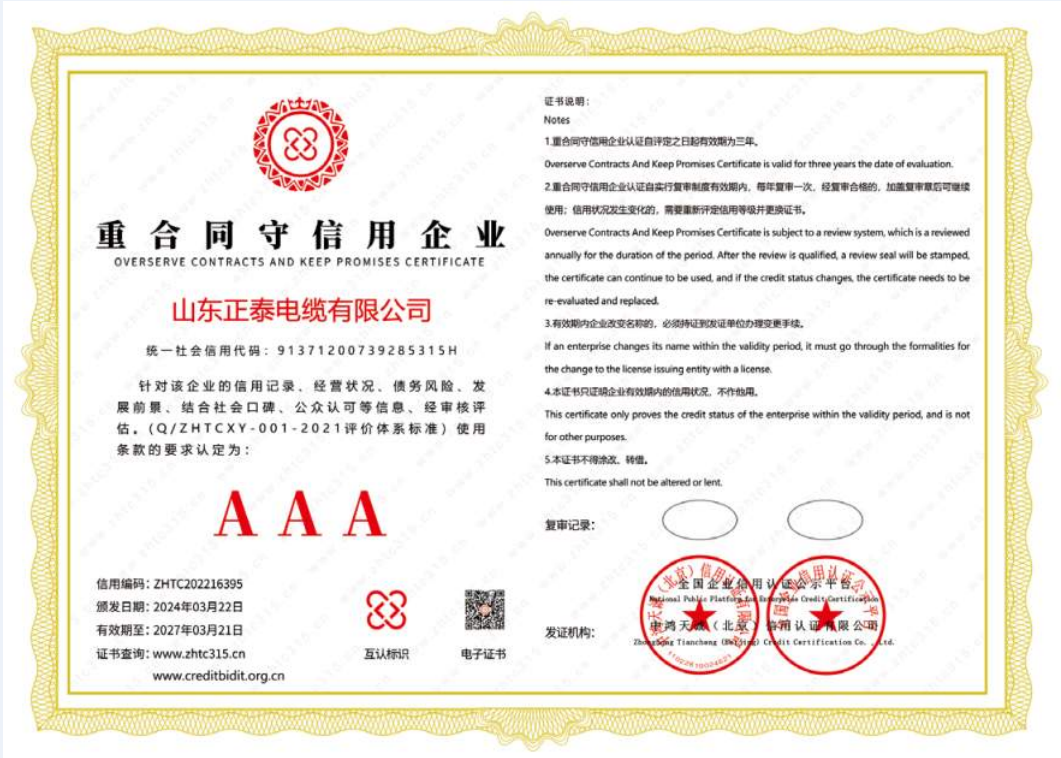 重合同守信用企业
OVERSERVE CONTRACTS AND KEEP PROMISES CERTIFICATE
山东正泰电缆有限公司
统一社会信用代码：91371200739285315H
针对该企业的信用记录、经营状况、债务风险、发
展前景、结合社会口碑、公众认可等信息、经审核评
估。(Q/ZHTCXY-001-2021评价体系标准) 使用
条款的要求认定为：
AAA
信用编码：ZHTC202216395
颁发日期：2024年03月22日
有效期至：2027年03月21日
证书查询：www.zhtc315.cn
www.creditbidit.org.cn
互认标识
电子证书
证书说明：
Notes
1.重合同守信用企业认证自评定之日起有效期为三年。
Overserve Contracts And Keep Promises Certificate is valid for three years the date of evaluation.
2.重合同守信用企业认证自实行复审制度有效期内，每年复审一次、经复审合格的，加盖复审章后可继续
使用；信用状况发生变化的，需要重新评定信用等级并更换证书。
Overserve Contracts And Keep Promises Certificate is subject to a review system, which is a reviewed
annually for the duration of the period. After the review is qualified, a review seal will be stamped,
the certificate can continue to be used, and if the credit status changes, the certificate needs to be
re-evaluated and replaced.
3.有效期内企业改变名称的，必须持证到发证单位办理变更手续。
If an enterprise changes its name within the validity period, it must go through the formalities for
the change to the license issuing entity with a license.
4.本证书只证明企业有效期内的信用状况，不作他用。
This certificate only proves the credit status of the enterprise within the validity period, and is not
for other purposes.
5.本证书不得涂改、转借。
This certificate shall not be altered or lent.
复审记录：
发证机构：
全国企业信用认证公示平台
National Public Platform for Enterprise Credit Certification
中鸿天诚（北京）信用认证有限公司
Zhonghong Tiancheng (Beijing) Credit Certification Co., Ltd.